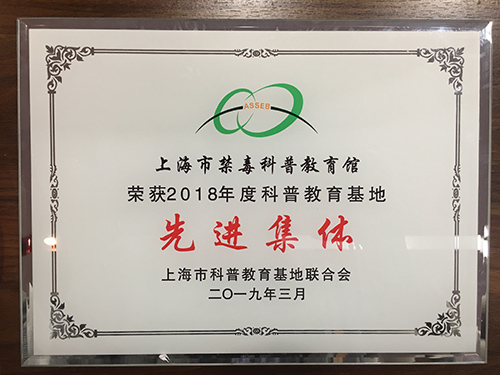 ASSEB
上海市禁毒科普教育馆
荣获2018年度科普教育基地
先进集体
上海市科普教育基地联合会
二〇一九年三月